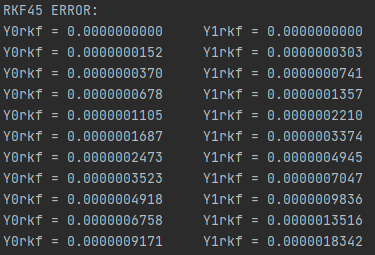 RKF45 ERROR:
Y0rkf = 0.0000000000     Y1rkf = 0.0000000000
Y0rkf = 0.0000000152     Y1rkf = 0.0000000303
Y0rkf = 0.0000000370     Y1rkf = 0.0000000741
Y0rkf = 0.0000000678     Y1rkf = 0.0000001357
Y0rkf = 0.0000001105     Y1rkf = 0.0000002210
Y0rkf = 0.0000001687     Y1rkf = 0.0000003374
Y0rkf = 0.0000002473     Y1rkf = 0.0000004945
Y0rkf = 0.0000003523     Y1rkf = 0.0000007047
Y0rkf = 0.0000004918     Y1rkf = 0.0000009836
Y0rkf = 0.0000006758     Y1rkf = 0.0000013516
Y0rkf = 0.0000009171     Y1rkf = 0.0000018342